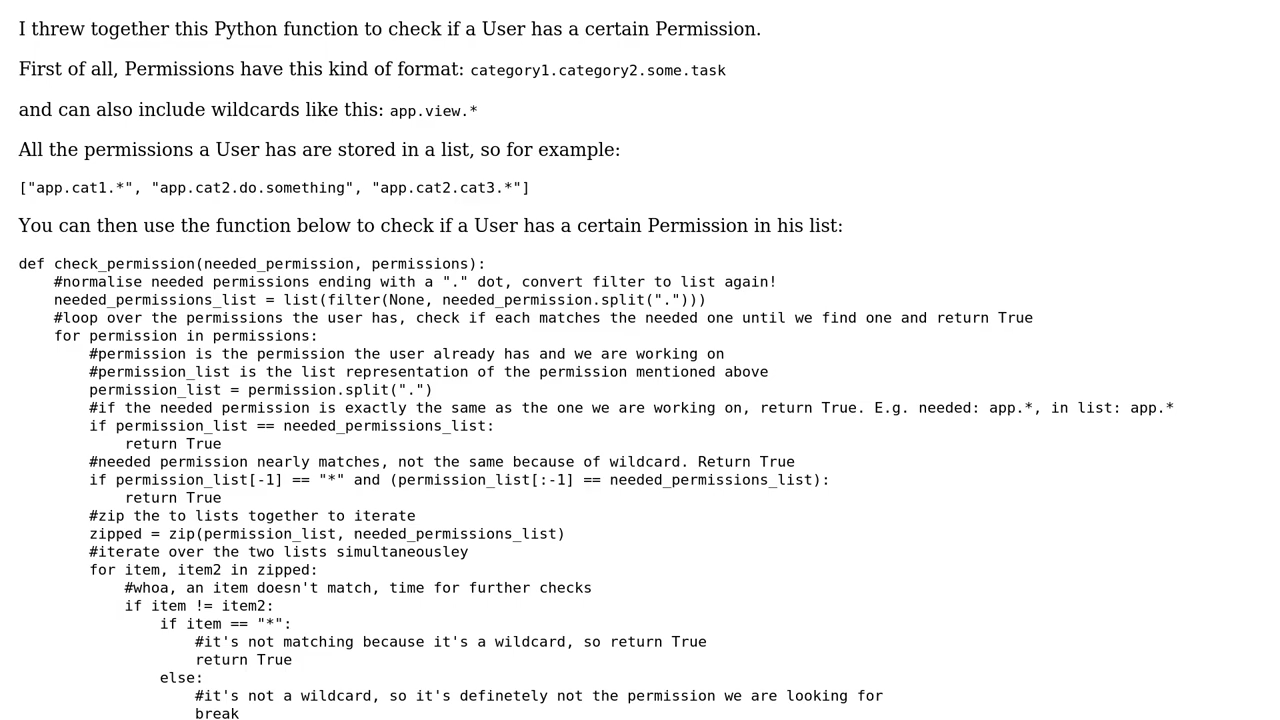 I threw together this Python function to check if a User has a certain Permission.
First of all, Permissions have this kind of format: category1.category2.some.task
and can also include wildcards like this: app.view.*
All the permissions a User has are stored in a list, so for example:
["app.cat1.*", "app.cat2.do.something", "app.cat2.cat3.*"]
You can then use the function below to check if a User has a certain Permission in his list:
def check_permission(needed_permission, permissions):
    #normalise needed permissions ending with a "." dot, convert filter to list again!
    needed_permissions_list = list(filter(None, needed_permission.split(".")))
    #loop over the permissions the user has, check if each matches the needed one until we find one and return True
    for permission in permissions:
        #permission is the permission the user already has and we are working on
        #permission_list is the list representation of the permission mentioned above
        permission_list = permission.split(".")
        #if the needed permission is exactly the same as the one we are working on, return True. E.g. needed: app.*, in list: app.*
        if permission_list == needed_permissions_list:
            return True
        #needed permission nearly matches, not the same because of wildcard. Return True
        if permission_list[-1] == "*" and (permission_list[:-1] == needed_permissions_list):
            return True
        #zip the to lists together to iterate
        zipped = zip(permission_list, needed_permissions_list)
        #iterate over the two lists simultaneousley
        for item, item2 in zipped:
            #whoa, an item doesn't match, time for further checks
            if item != item2:
                if item == "*":
                    #it's not matching because it's a wildcard, so return True
                    return True
                else:
                    #it's not a wildcard, so it's definetely not the permission we are looking for
                    break